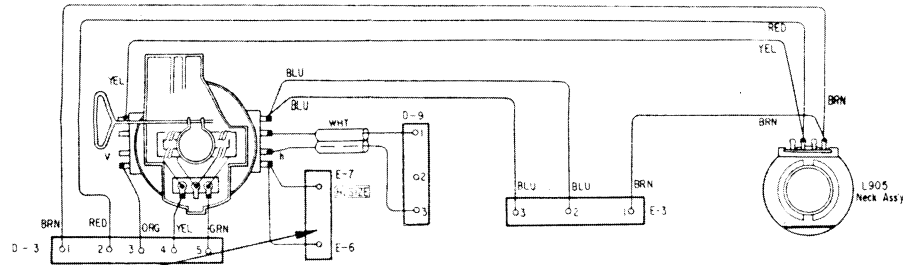 RED
YEL
YEL
BLU
BLU
WHT
D-9
BRN
BRN
1
V
h
2
3
E-7
H.SIZE
E-6
BLU
BLU
BRN
3
2
1
E-3
L905
Neck Ass'y
BRN
RED
ORG
YEL
GRN
D-3
1
2
3
4
5